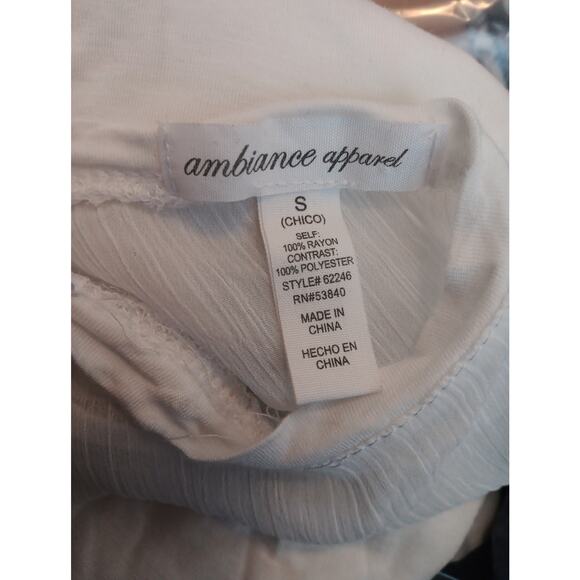 ambiance apparel
S
(CHICO)
SELF:
100% RAYON
CONTRAST:
100% POLYESTER
STYLE# 62246
RN#53840
MADE IN
CHINA
HECHO EN
CHINA